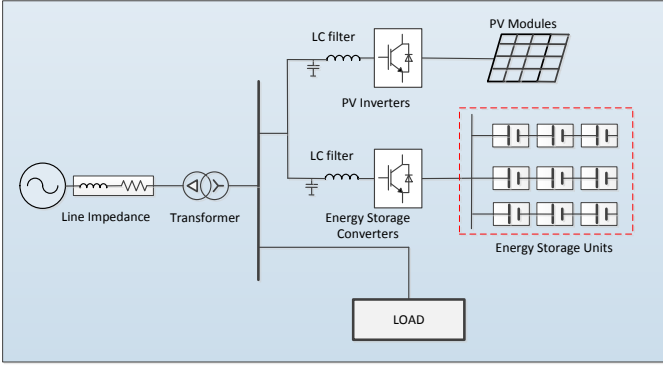 PV Modules
LC filter
PV Inverters
LC filter
Line Impedance
Transformer
Energy Storage
Converters
Energy Storage Units
LOAD